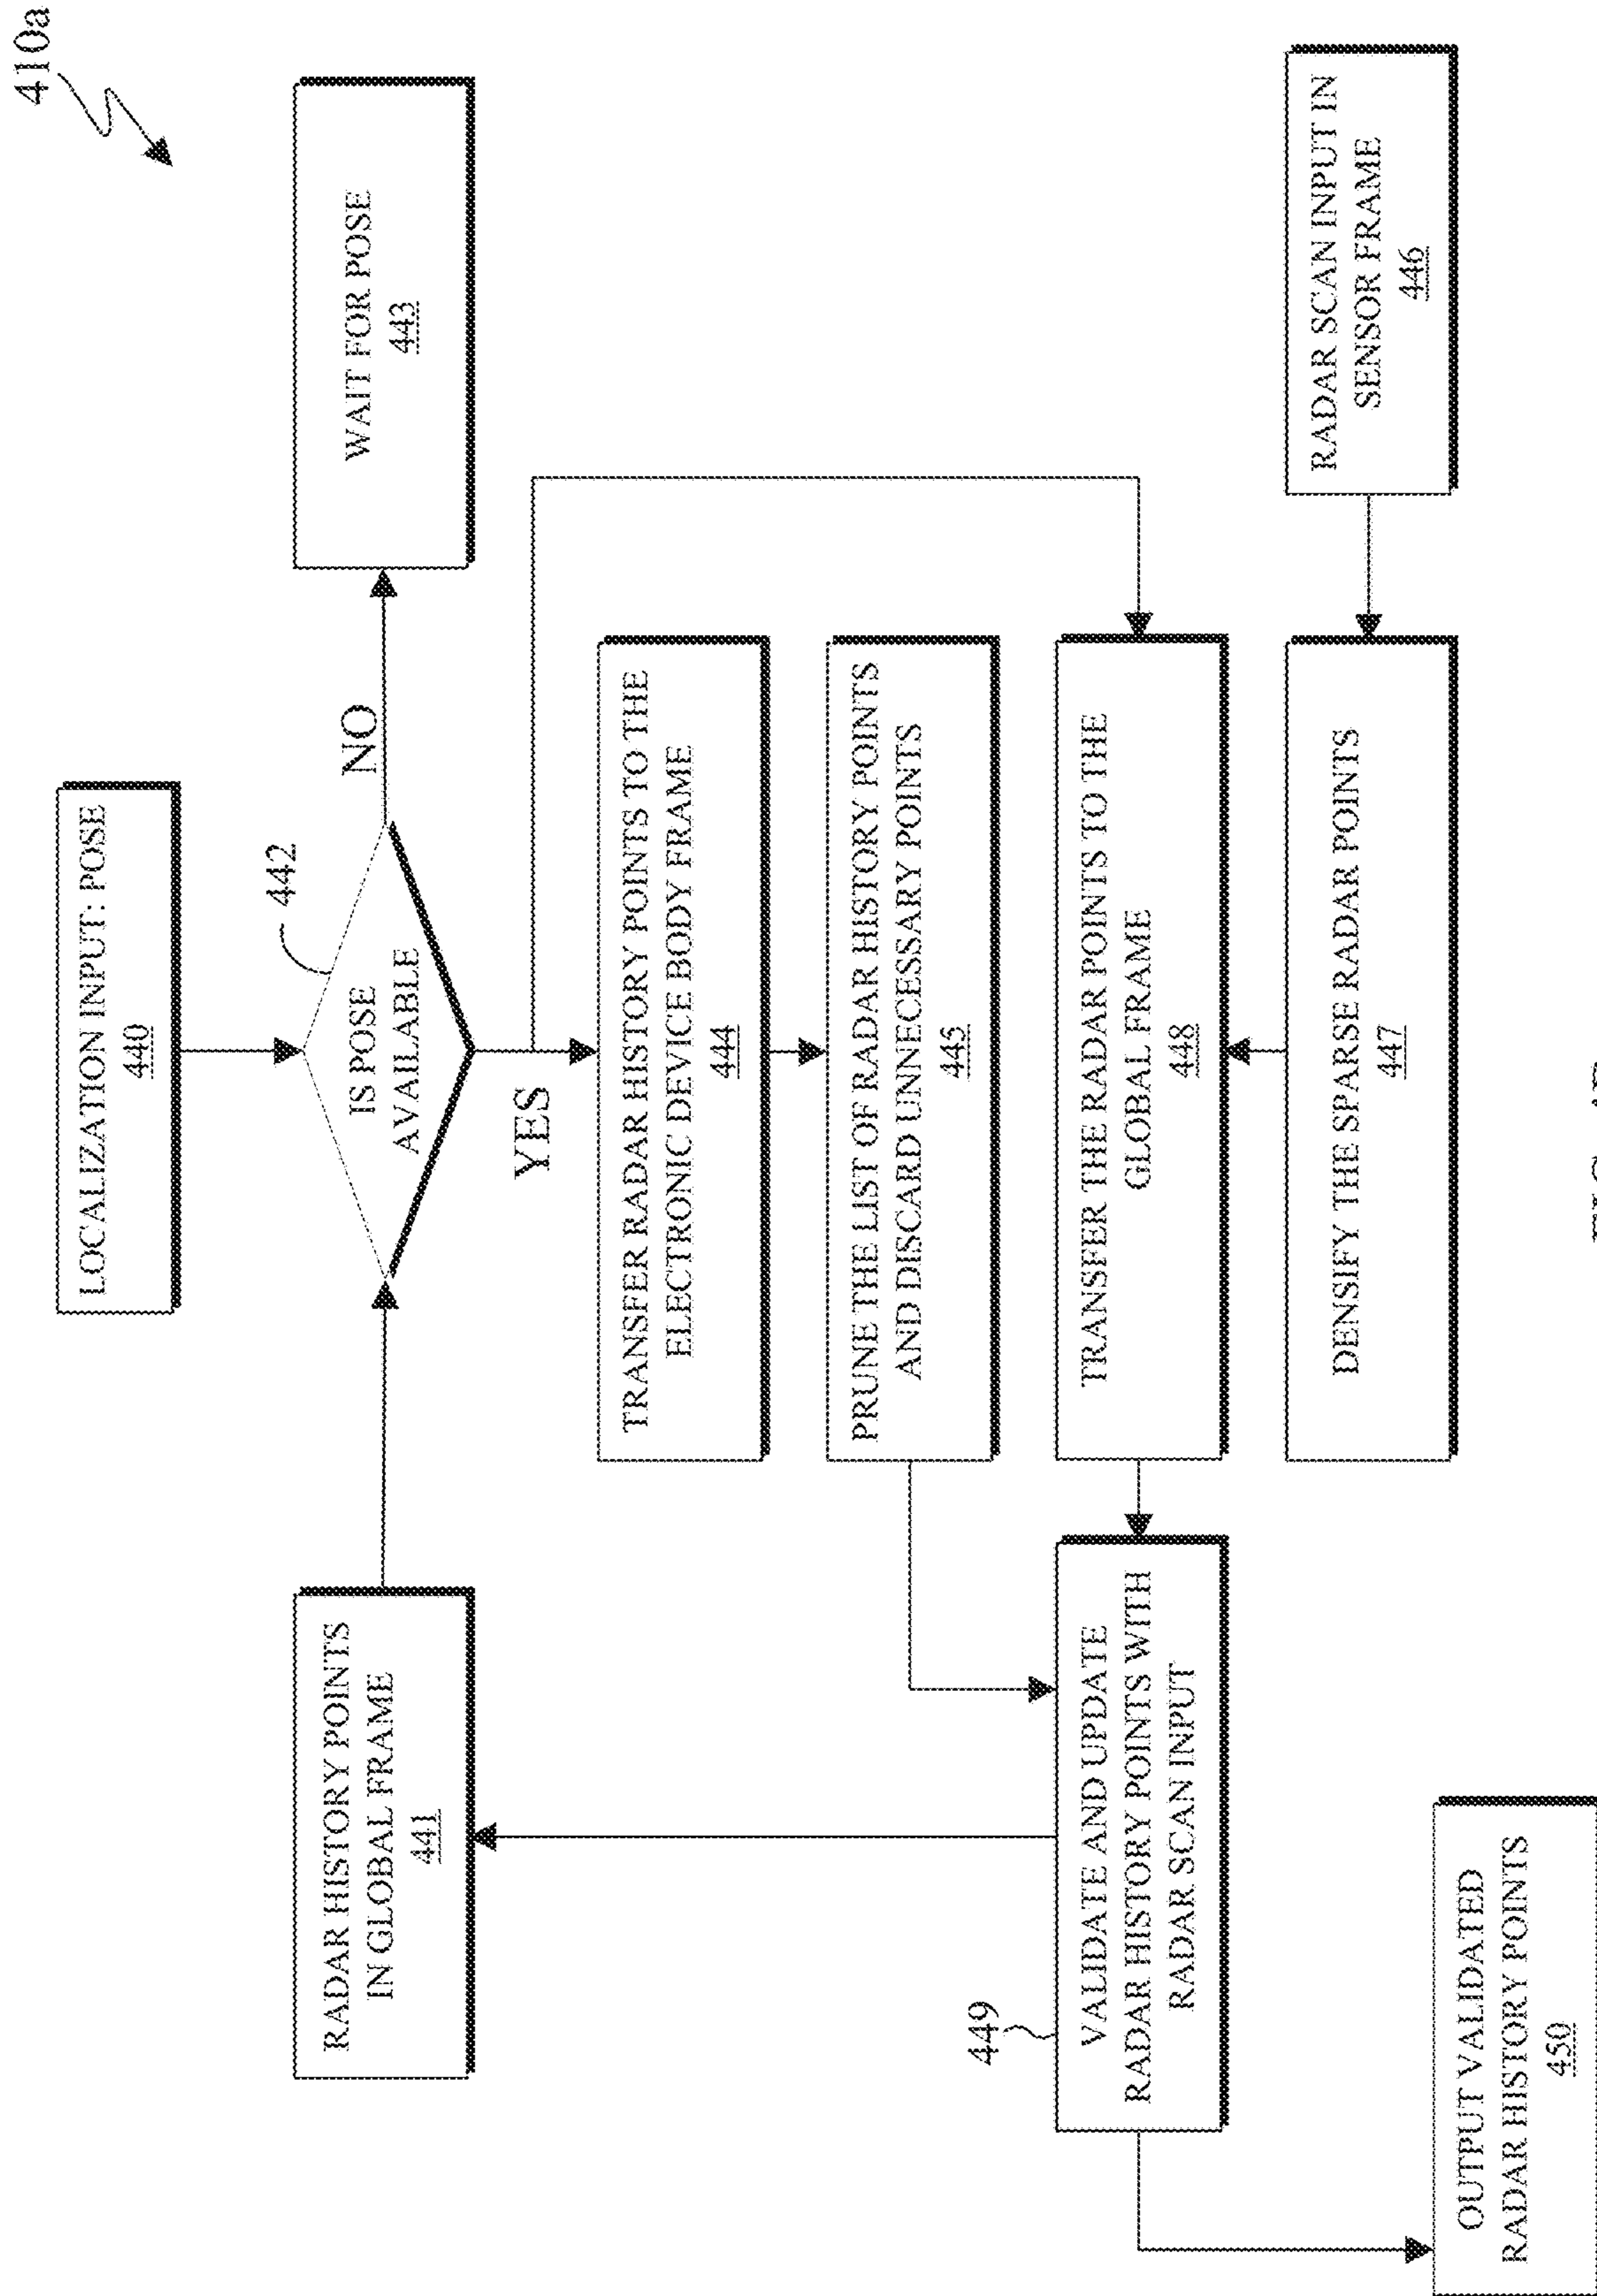 410a
LOCALIZATION INPUT: POSE
440
RADAR HISTORY POINTS
IN GLOBAL FRAME
441
442
IS POSE
AVAILABLE
NO
WAIT FOR POSE
443
YES
TRANSFER RADAR HISTORY POINTS TO THE
ELECTRONIC DEVICE BODY FRAME
444
PRUNE THE LIST OF RADAR HISTORY POINTS
AND DISCARD UNNECESSARY POINTS
445
449
VALIDATE AND UPDATE
RADAR HISTORY POINTS WITH
RADAR SCAN INPUT
TRANSFER THE RADAR POINTS TO THE
GLOBAL FRAME
448
DENSIFY THE SPARSE RADAR POINTS
447
RADAR SCAN INPUT IN
SENSOR FRAME
446
OUTPUT VALIDATED
RADAR HISTORY POINTS
450